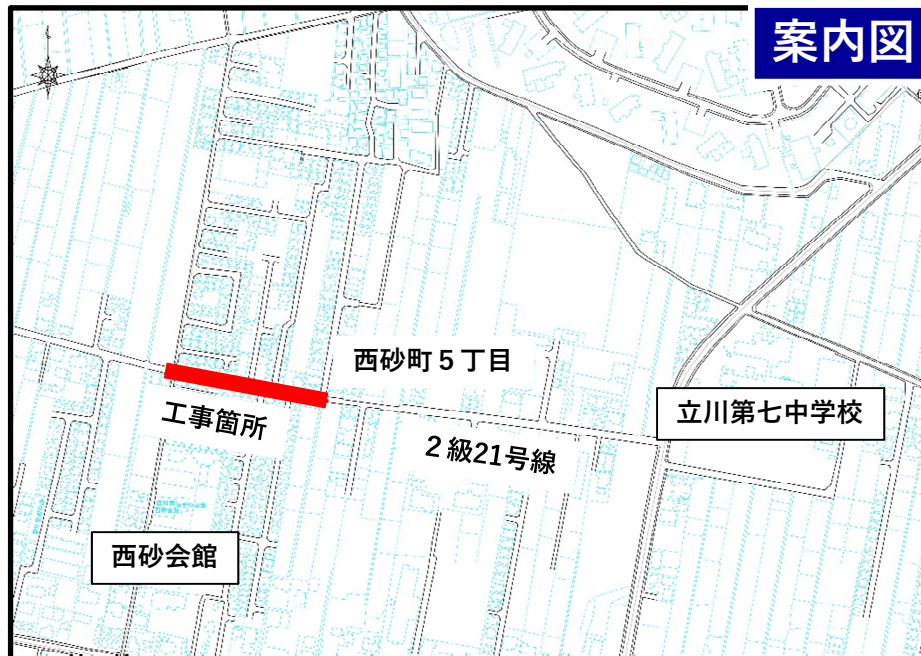 案内図
西砂町5丁目
工事箇所
立川第七中学校
2級21号線
西砂会館